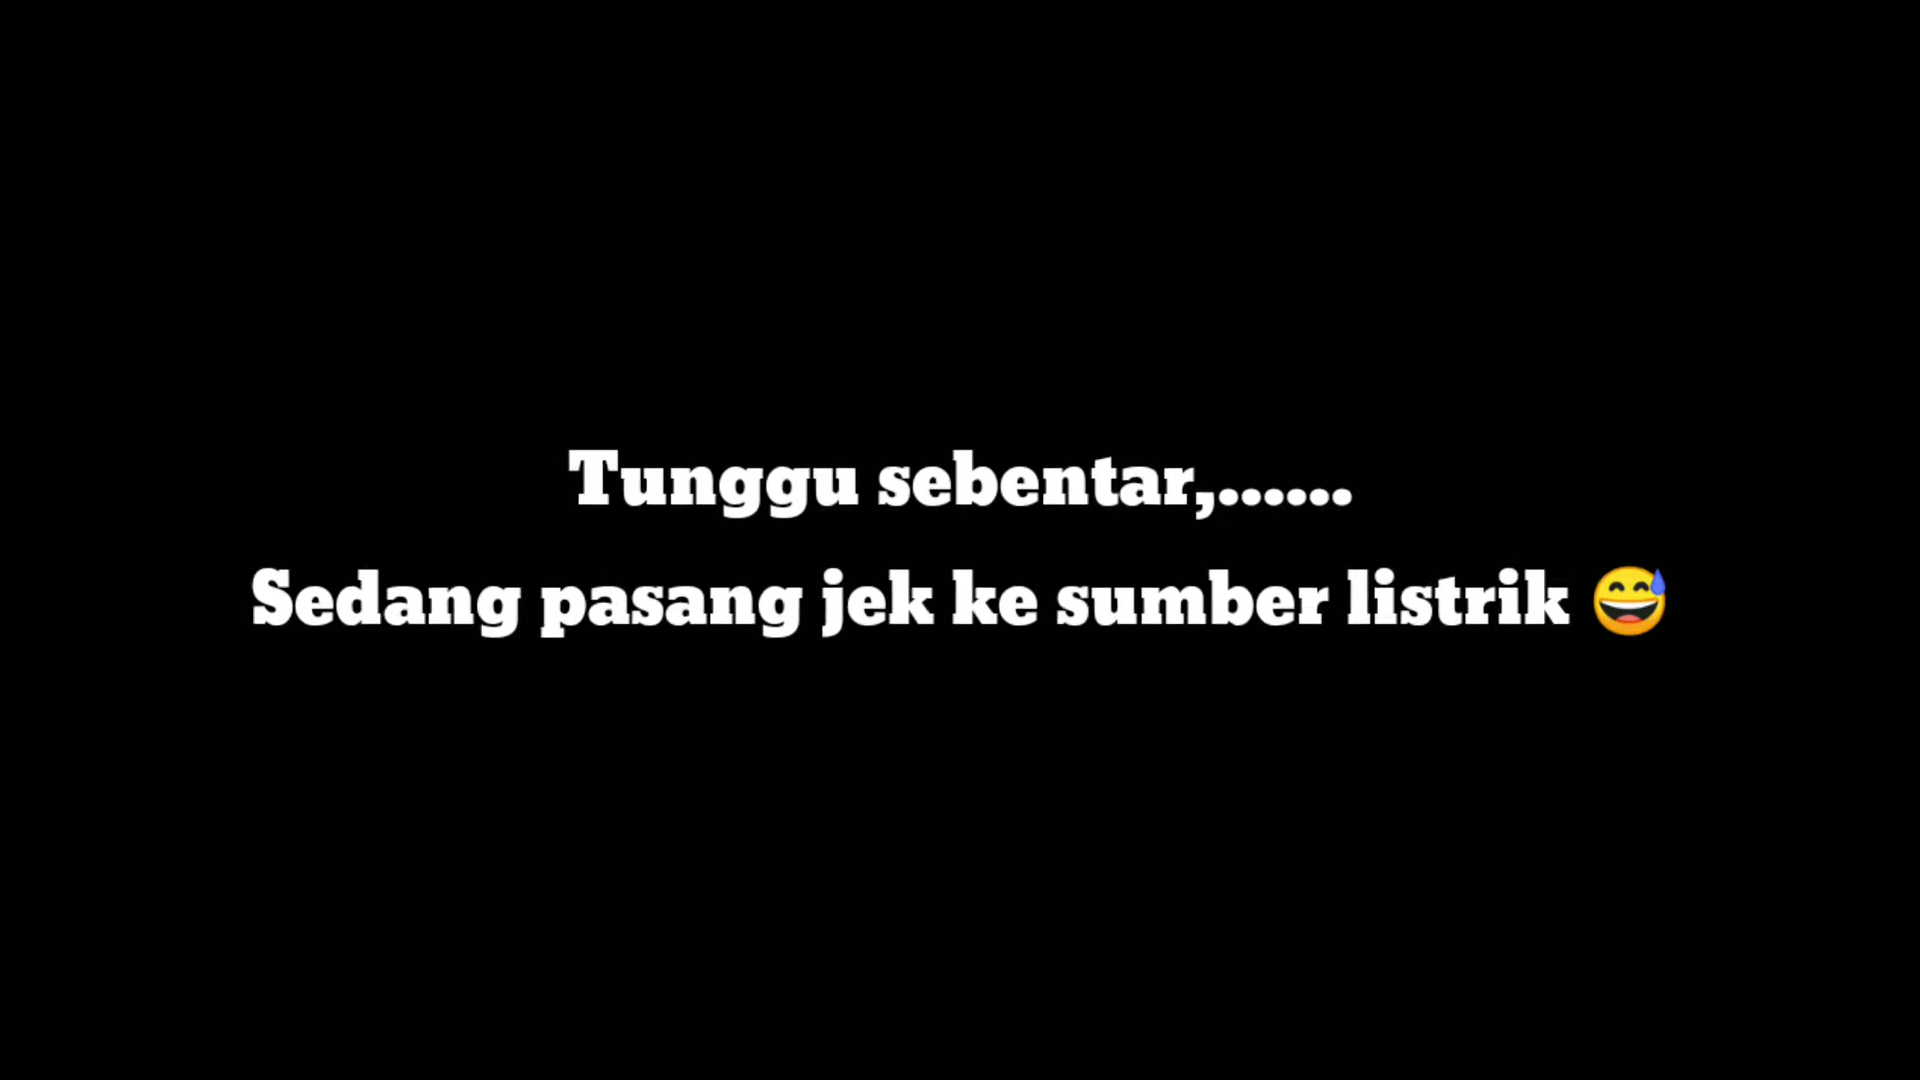 Tunggu sebentar,......
Sedang pasang jek ke sumber listrik 😅